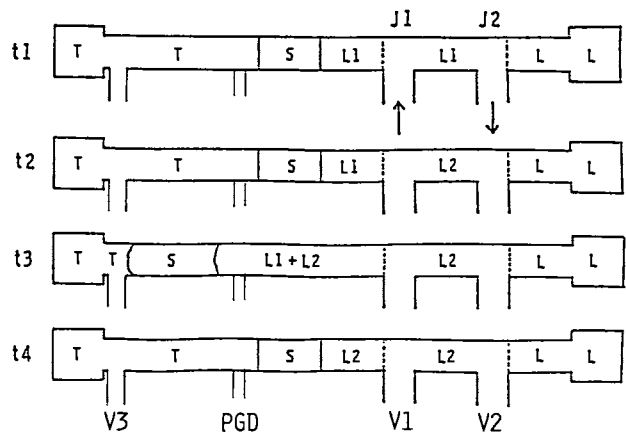 J1 J2
t1 T T S L1 L1 L L
t2 T T S L1 L2 L L
t3 T T S L1+L2 L2 L L
t4 T T S L2 L2 L L
V3 PGD V1 V2